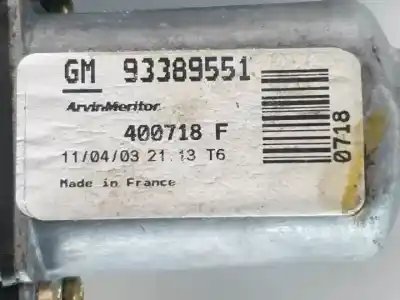 GM 93389551
ArvinMeritor
400718 F
11/04/03 21.13 T6
Made in France
0718